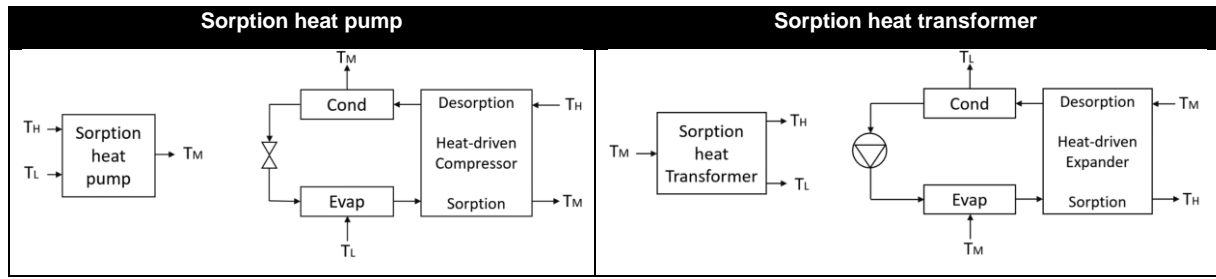 Sorption heat pump
Sorption heat transformer
TH
TL
Sorption
heat
pump
TM
TM
Cond
Evap
TL
Desorption
Heat-driven
Compressor
Sorption
TH
TM
TM
Sorption
heat
Transformer
TH
TL
TL
Cond
Evap
TM
Desorption
Heat-driven
Expander
Sorption
TM
TH